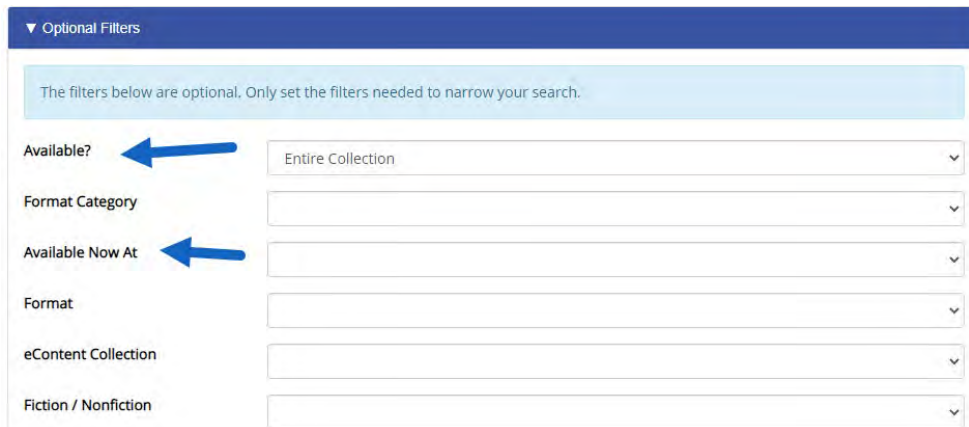 ▼ Optional Filters
The filters below are optional. Only set the filters needed to narrow your search.
Available?
Entire Collection
Format Category
Available Now At
Format
eContent Collection
Fiction / Nonfiction